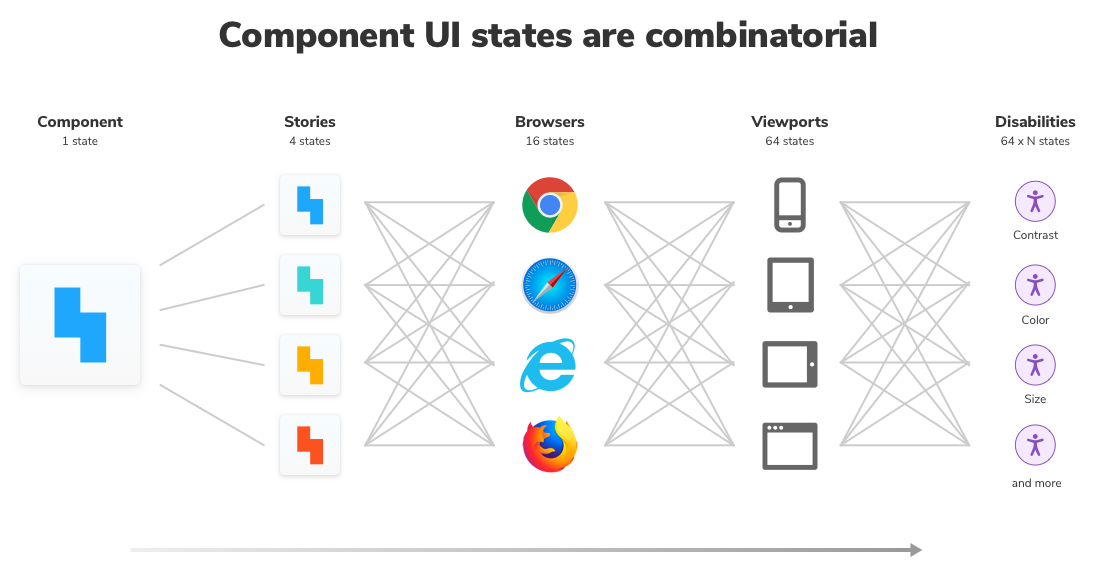 Component UI states are combinatorial
Component
1 state
Stories
4 states
Browsers
16 states
Viewports
64 states
Disabilities
64 x N states
Contrast
Color
Size
and more